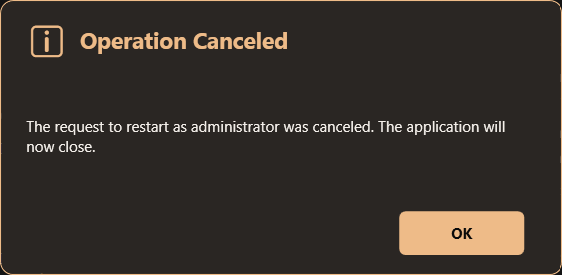 Operation Canceled
The request to restart as administrator was canceled. The application will
now close.
OK